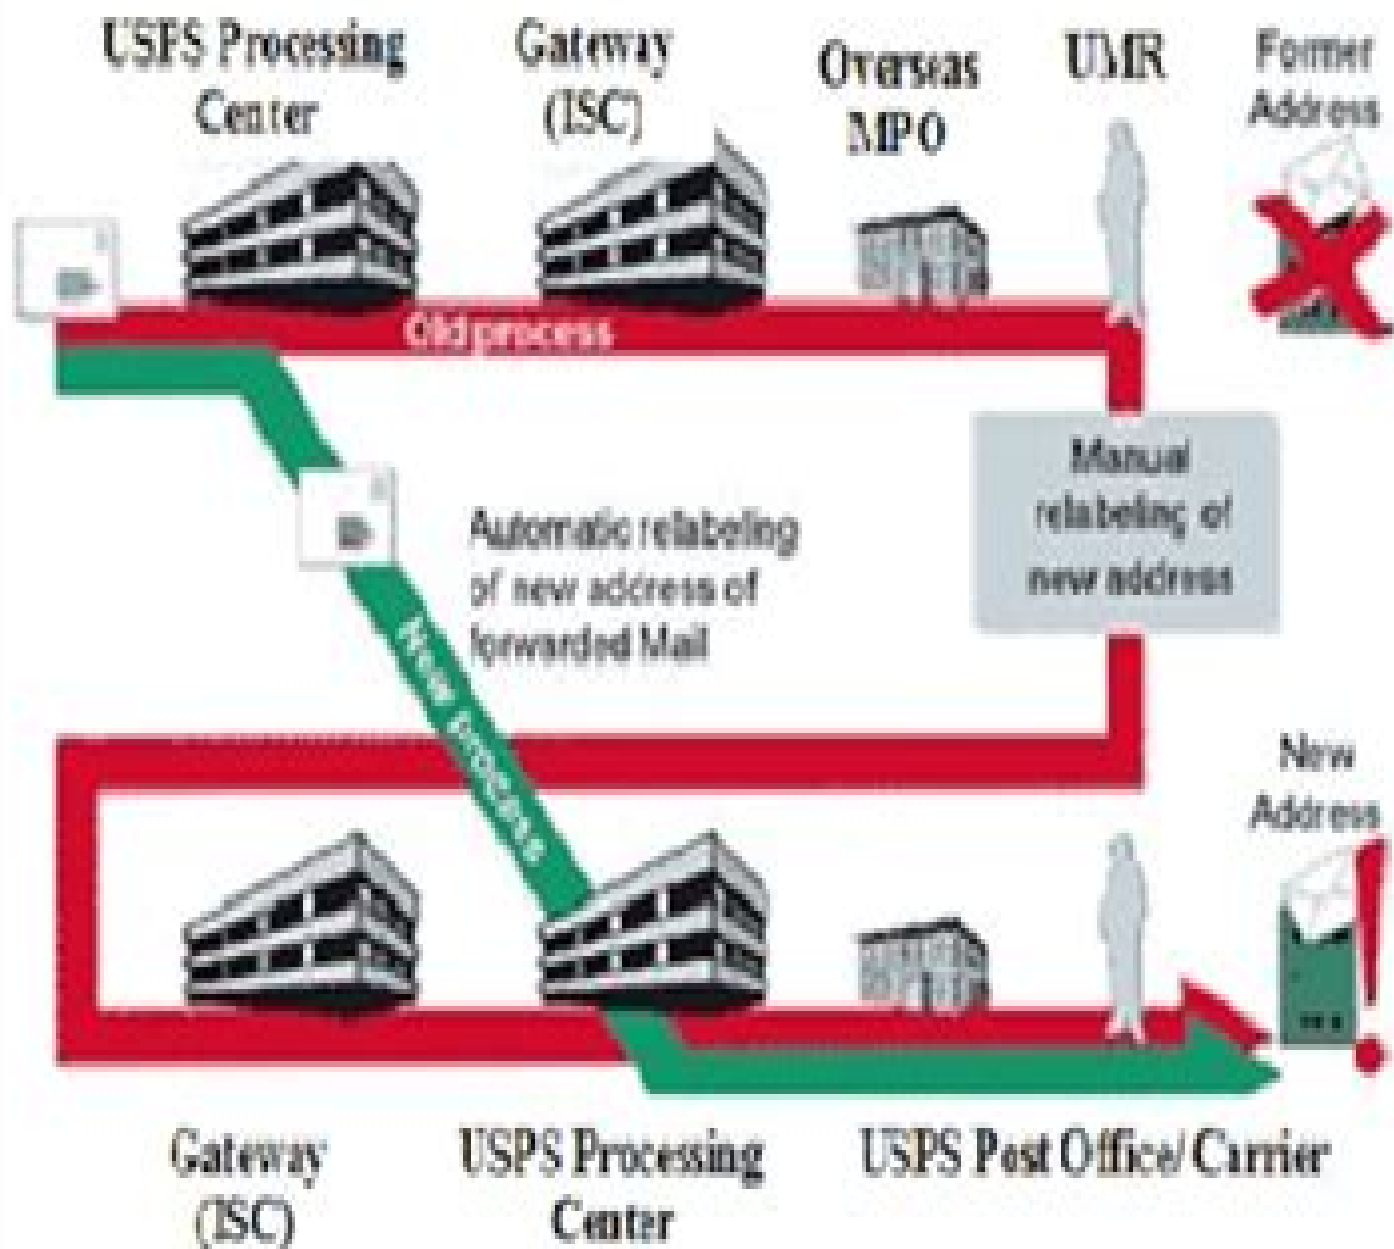 USPS Processing
Center
Gateway
(ISC)
Overseas
MPO
UMR
Former
Address
Old process
Manual
relabeling of
new address
Automatic relabeling
of new address of
forwarded Mail
New process
New
Address
Gateway
(ISC)
USPS Processing
Center
USPS Post Office/Carrier